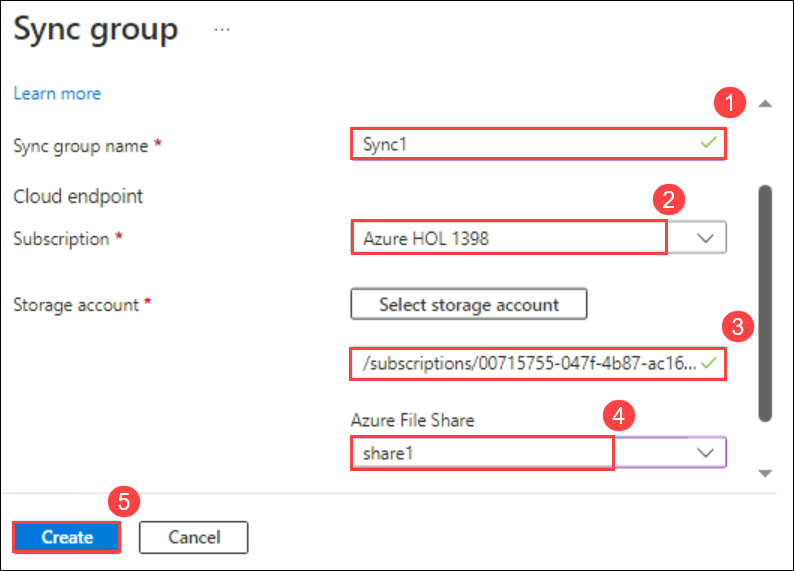 Sync group ...
Learn more
1
Sync group name * Sync1
Cloud endpoint
2
Subscription * Azure HOL 1398
Storage account * Select storage account
3
/subscriptions/00715755-047f-4b87-ac16...
Azure File Share 4
share1
5
Create Cancel